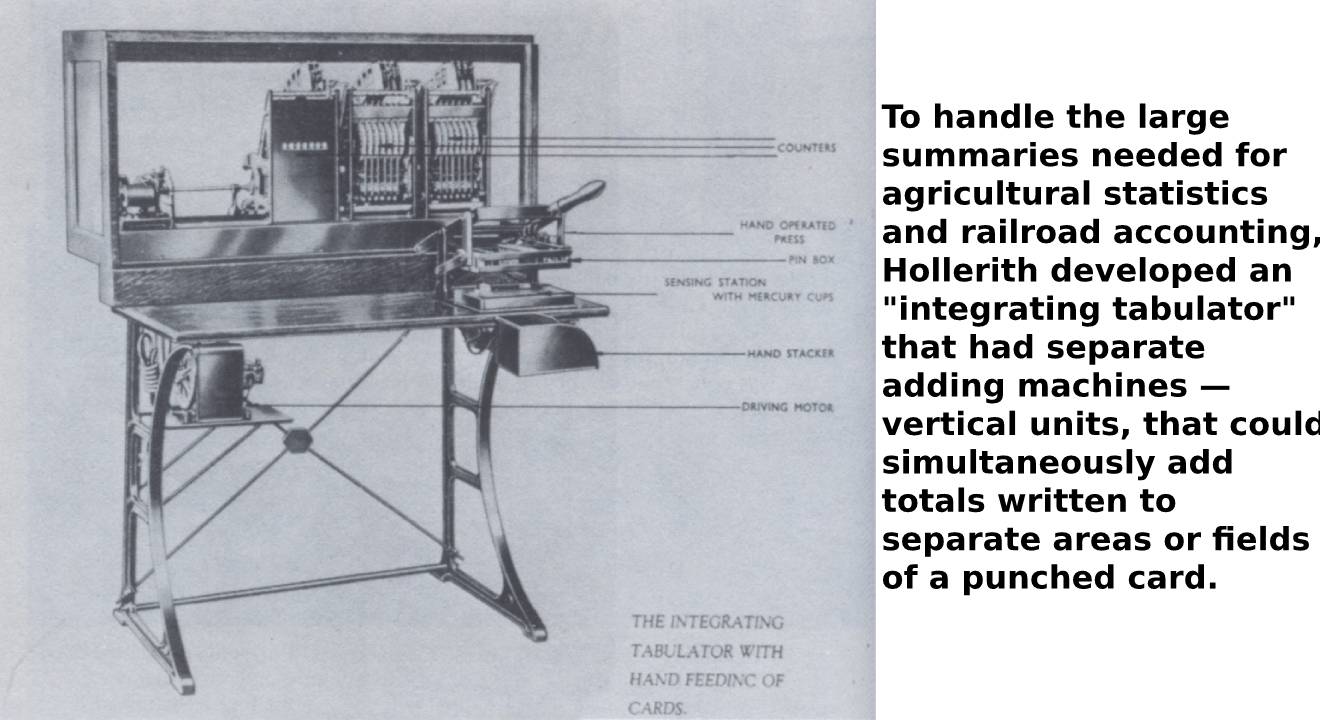 COUNTERS
HAND OPERATED
PRESS
PIN BOX
SENSING STATION
WITH MERCURY CUPS
HAND STACKER
DRIVING MOTOR
THE INTEGRATING
TABULATOR WITH
HAND FEEDING OF
CARDS.
To handle the large
summaries needed for
agricultural statistics
and railroad accounting,
Hollerith developed an
"integrating tabulator"
that had separate
adding machines —
vertical units, that could
simultaneously add
totals written to
separate areas or fields
of a punched card.